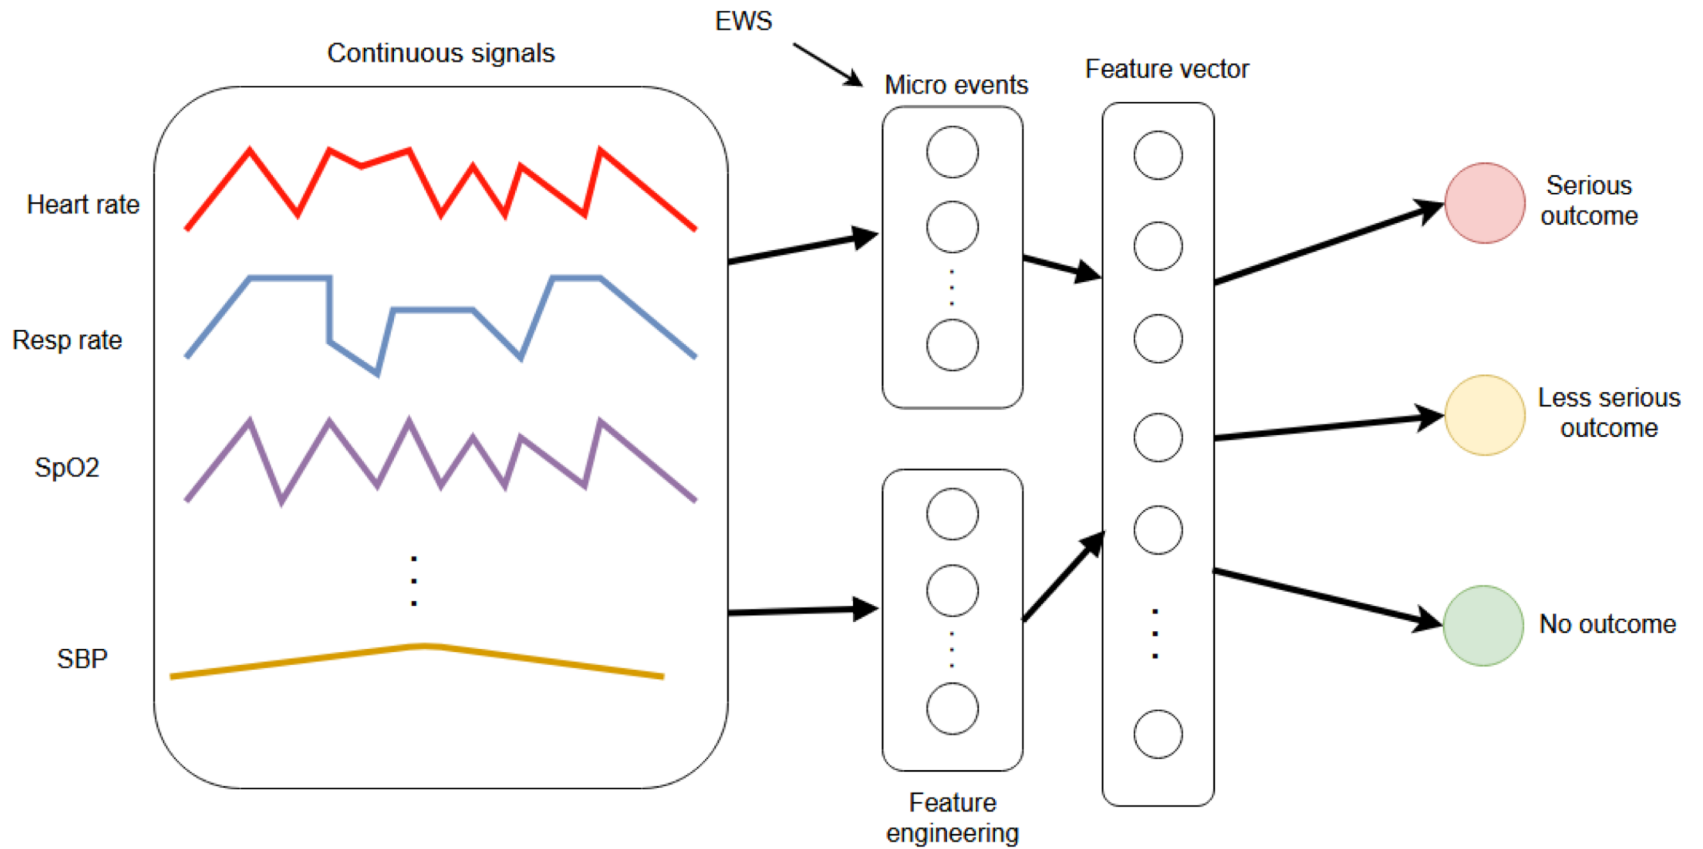 EWS
Continuous signals
Micro events
Feature vector
Heart rate
Resp rate
SpO2
SBP
Serious
outcome
Less serious
outcome
No outcome
Feature
engineering